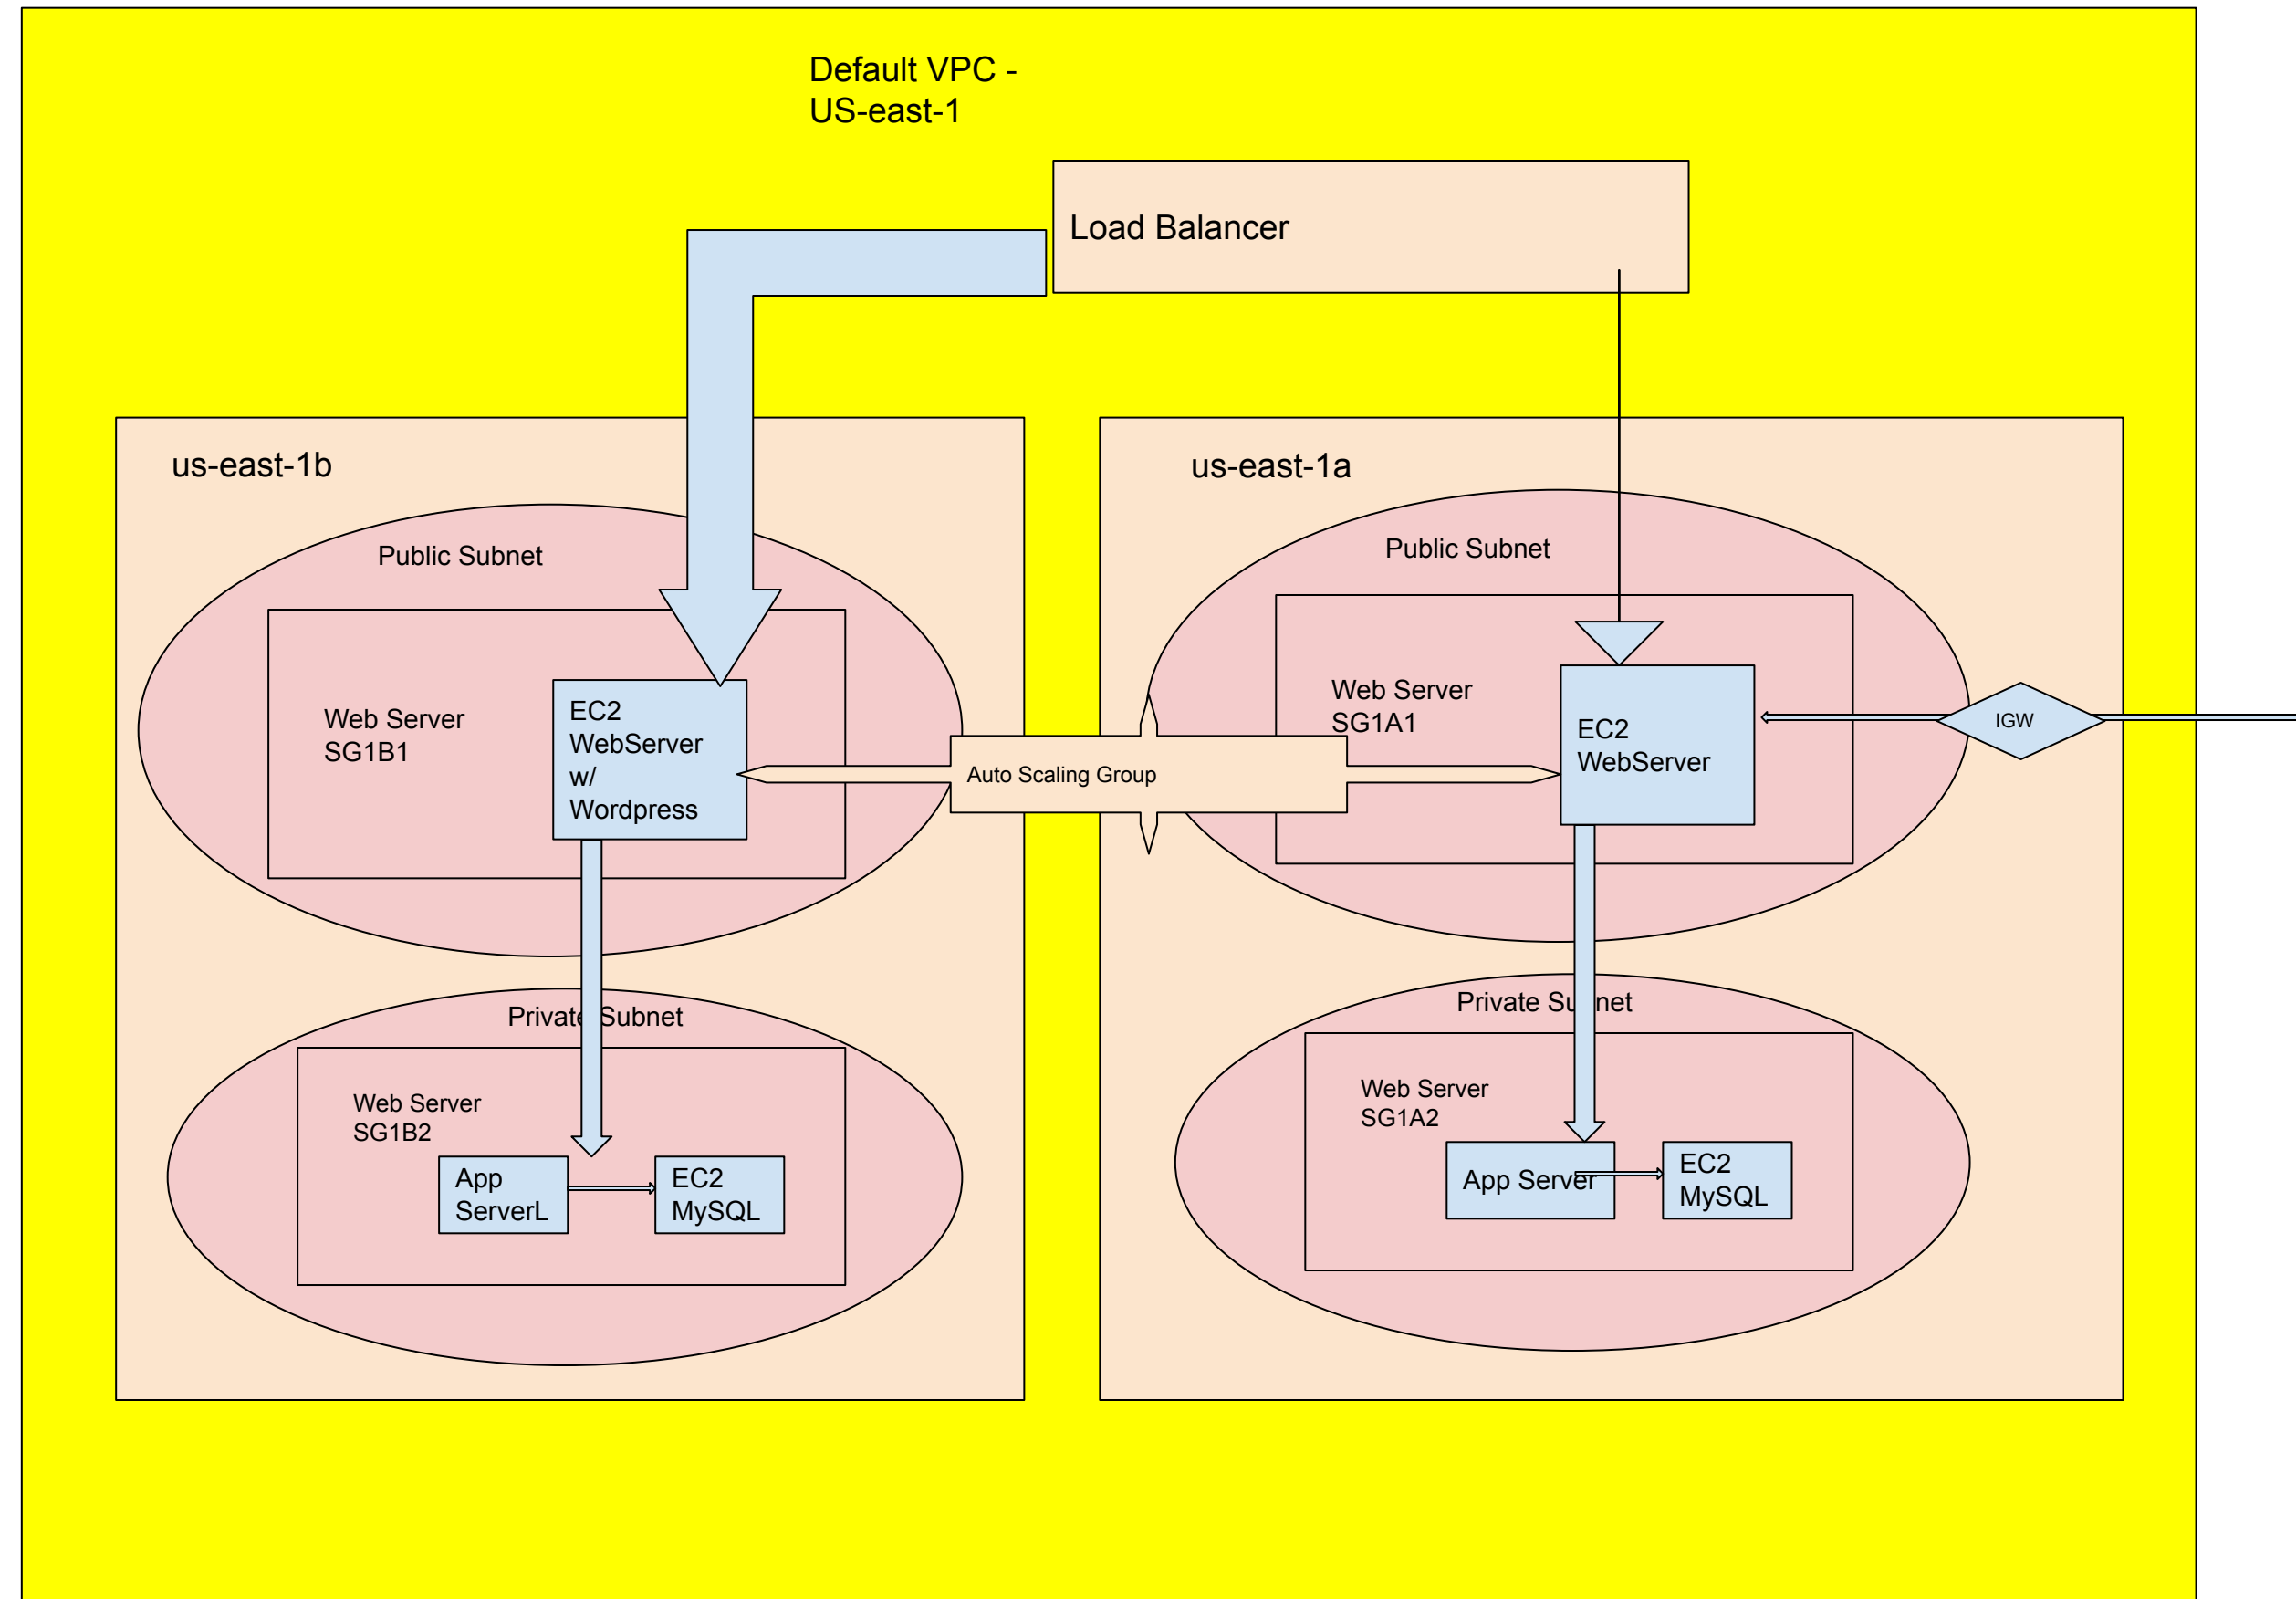 Default VPC -
US-east-1
Load Balancer
us-east-1b
Public Subnet
Web Server
SG1B1
EC2
WebServer
w/
Wordpress
Auto Scaling Group
us-east-1a
Public Subnet
Web Server
SG1A1
EC2
WebServer
IGW
Private Subnet
Web Server
SG1B2
App
ServerL
EC2
MySQL
Private Subnet
Web Server
SG1A2
App Server
EC2
MySQL